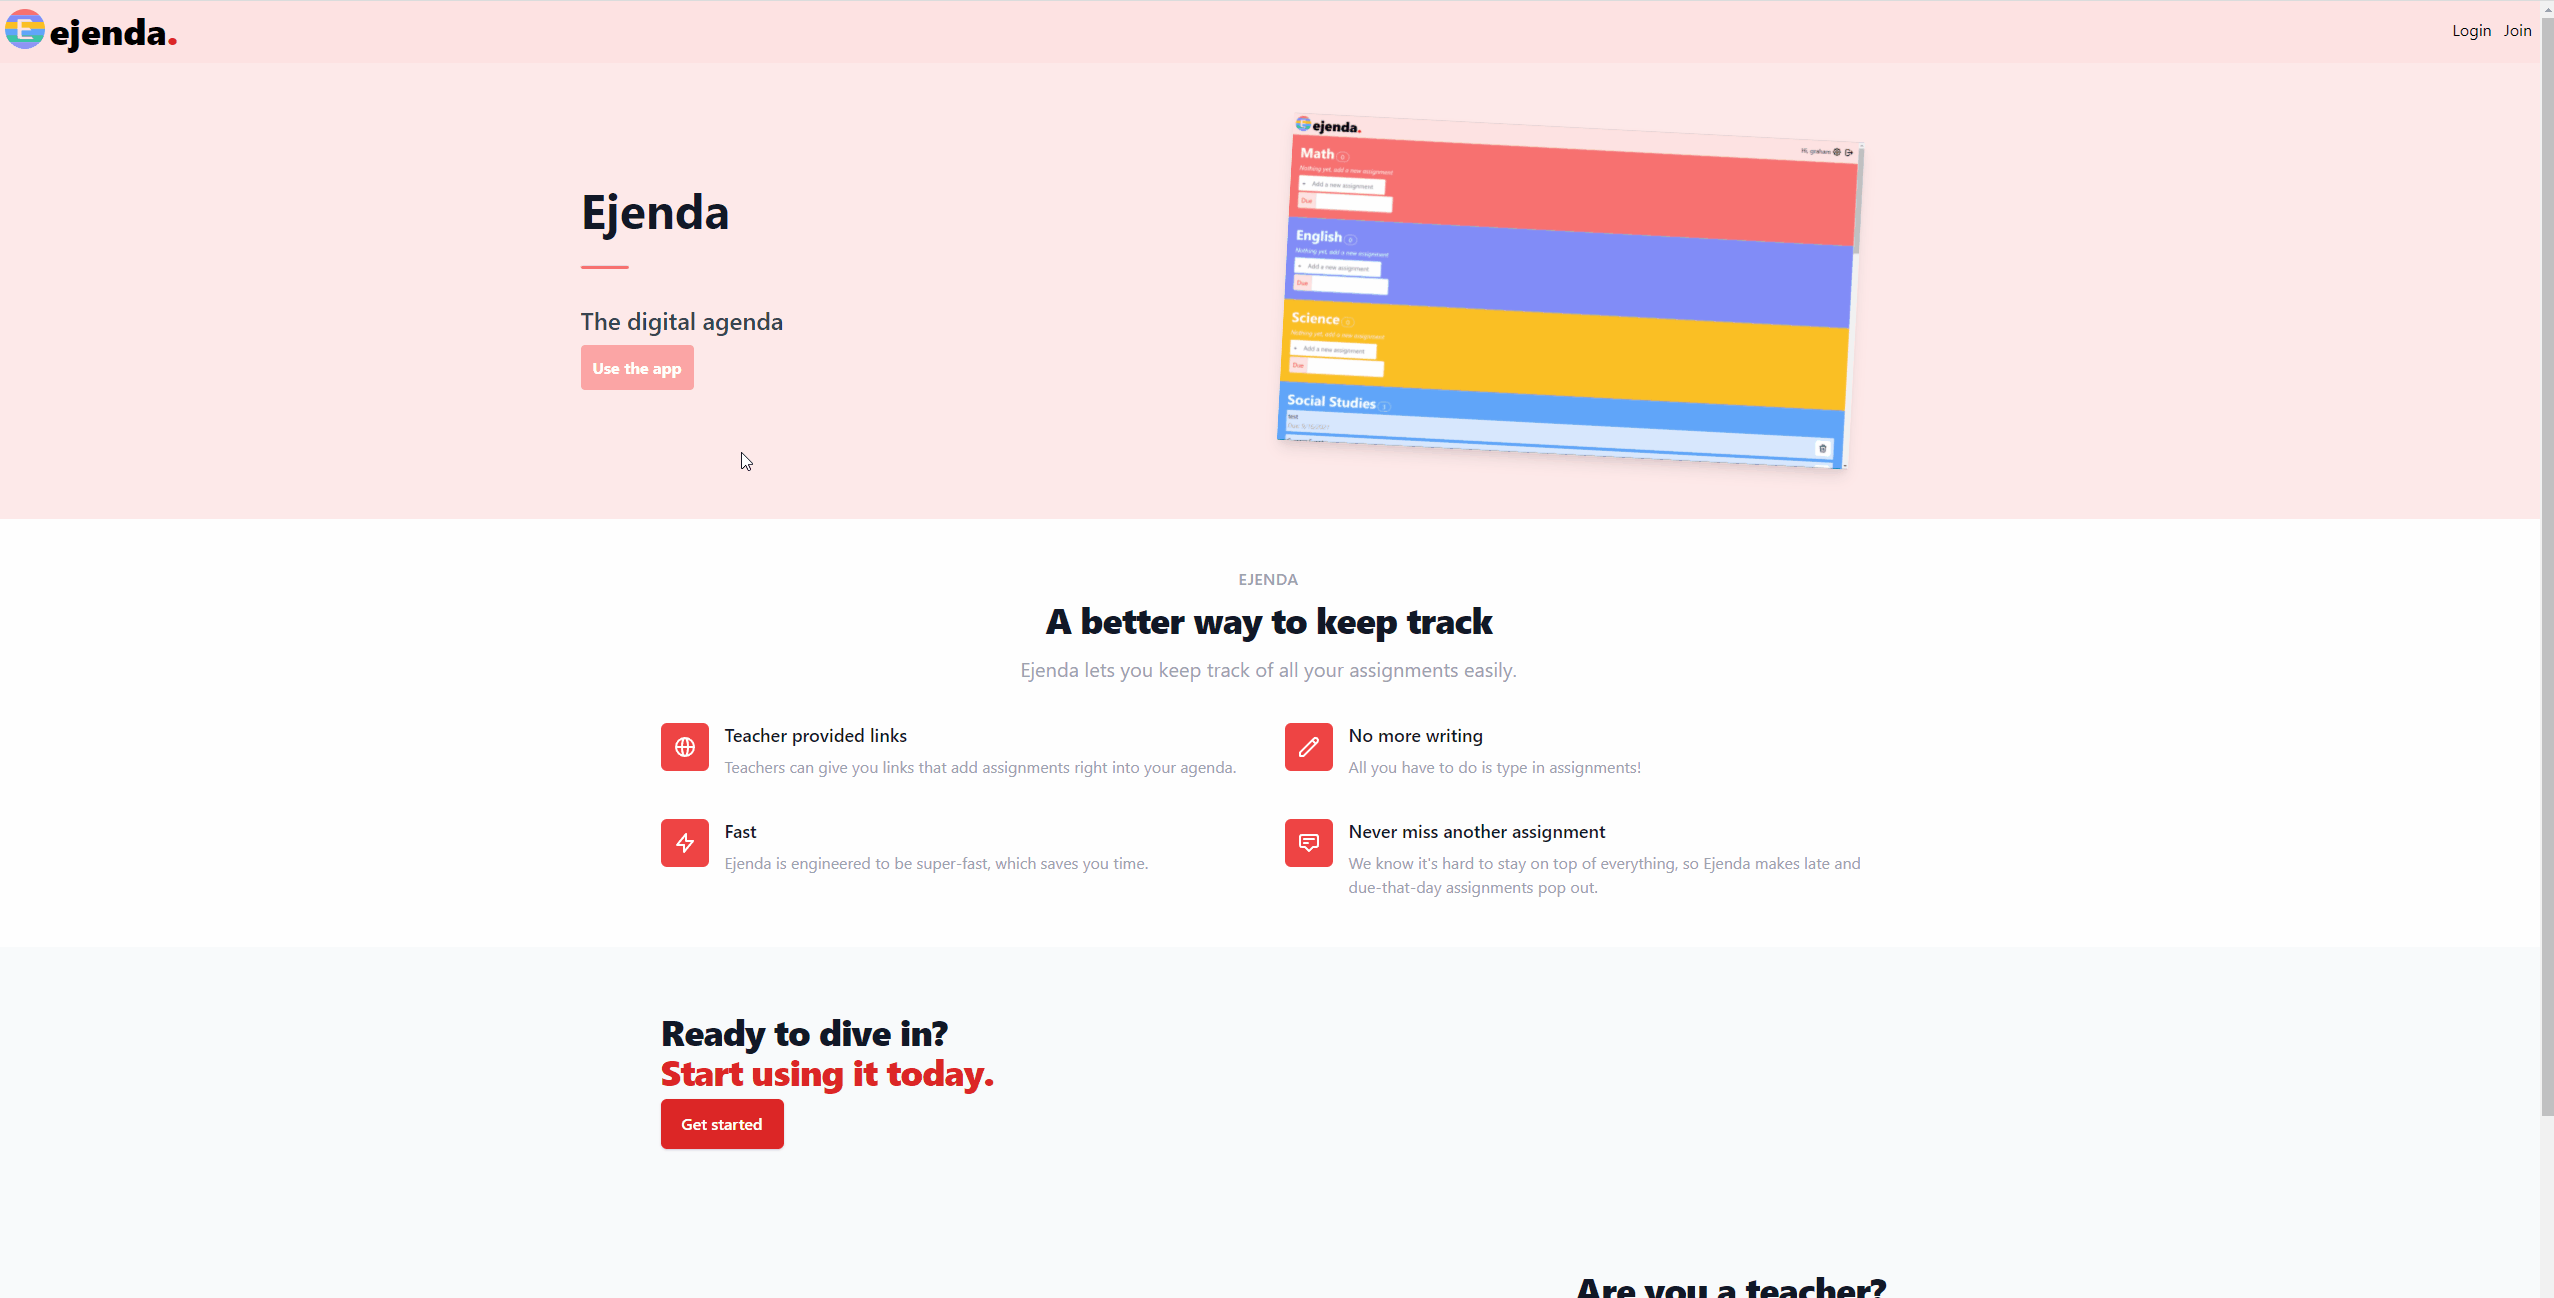 E ejenda.
Login Join
Ejenda
The digital agenda
Use the app
E ejenda.
Hi, graham
Math 0
Nothing yet, add a new assignment
+ Add a new assignment
Due
English 0
Nothing yet, add a new assignment
+ Add a new assignment
Due
Science
Nothing yet, add a new assignment
+ Add a new assignment
Due
Social Studies
test
EJENDA
A better way to keep track
Ejenda lets you keep track of all your assignments easily.
Teacher provided links
Teachers can give you links that add assignments right into your agenda.
No more writing
All you have to do is type in assignments!
Fast
Ejenda is engineered to be super-fast, which saves you time.
Never miss another assignment
We know it's hard to stay on top of everything, so Ejenda makes late and
due-that-day assignments pop out.
Ready to dive in?
Start using it today.
Get started
Are you a teacher?